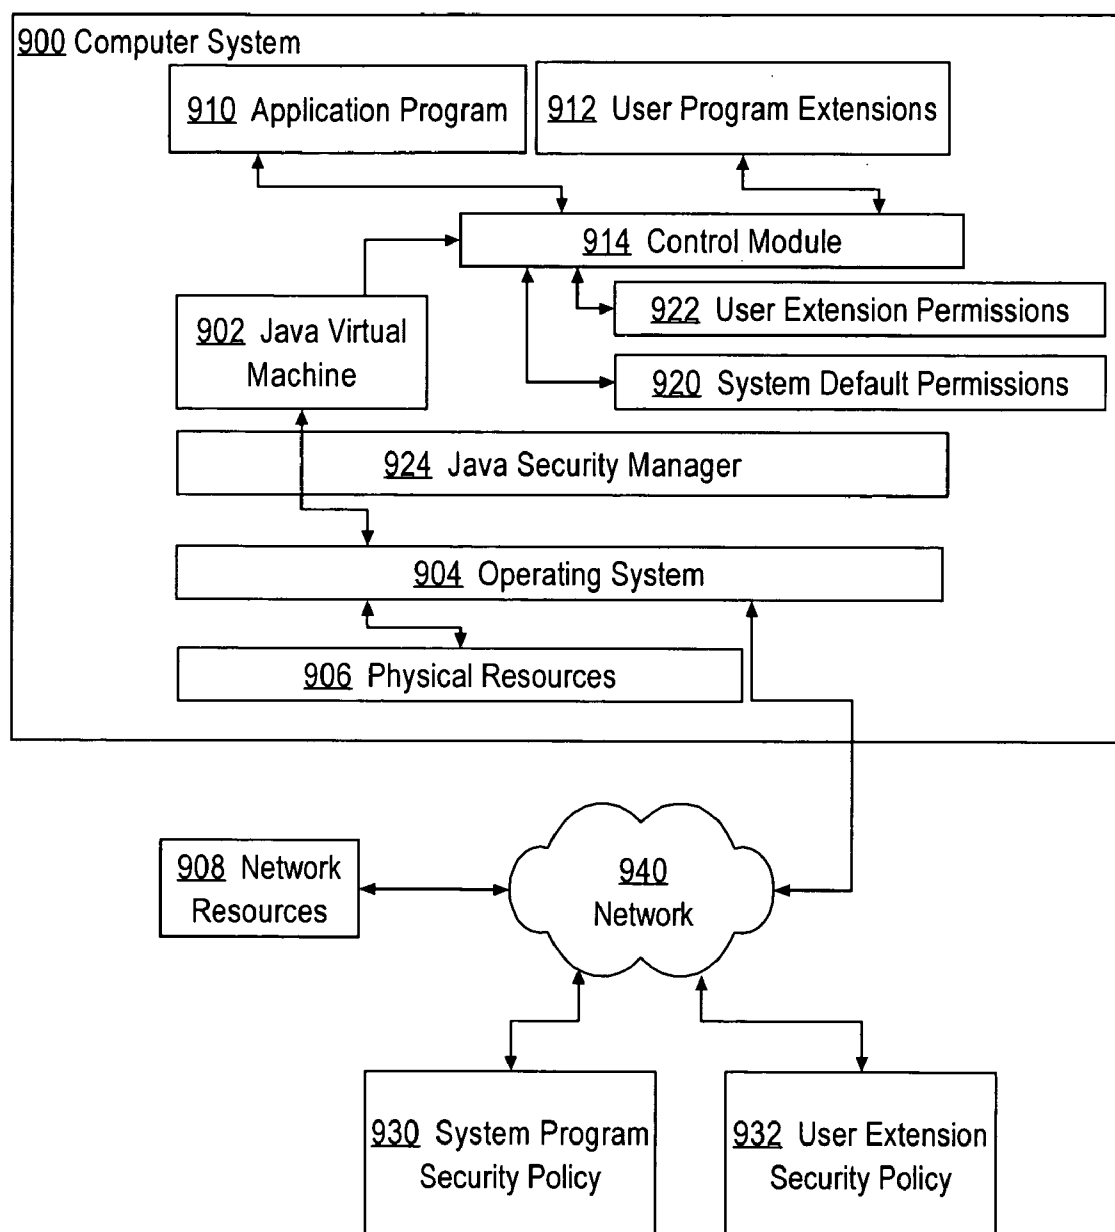 900 Computer System
910 Application Program
912 User Program Extensions
914 Control Module
922 User Extension Permissions
902 Java Virtual
Machine
920 System Default Permissions
924 Java Security Manager
904 Operating System
906 Physical Resources
908 Network
Resources
940
Network
930 System Program
Security Policy
932 User Extension
Security Policy